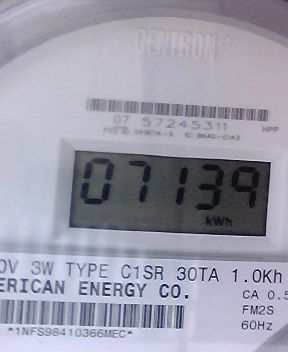 CENTRON®
07 57245311
HPP
07139
kWh
0V 3W TYPE C1SR 30TA 1.0Kh
ERICAN ENERGY CO.
CA 0.5
FM2S
*1NFS98410366MEC*
60Hz